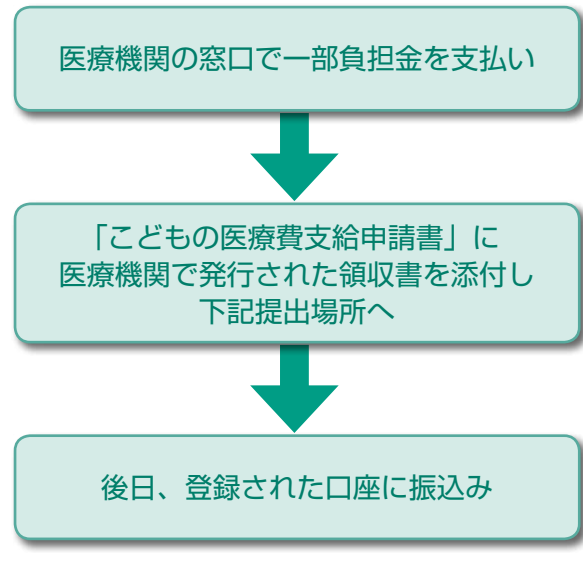 医療機関の窓口で一部負担金を支払い
「こどもの医療費支給申請書」に
医療機関で発行された領収書を添付し
下記提出場所へ
後日、登録された口座に振込み